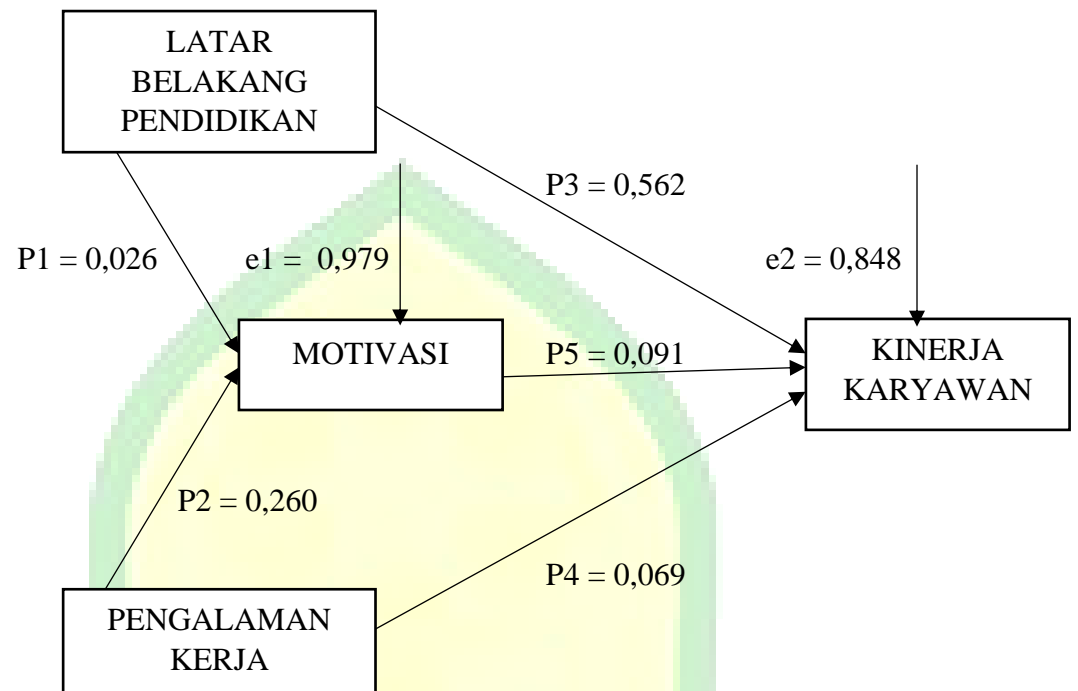 LATAR
BELAKANG
PENDIDIKAN
P3 = 0,562
P1 = 0,026
e1 = 0,979
e2 = 0,848
MOTIVASI
P5 = 0,091
KINERJA
KARYAWAN
P2 = 0,260
P4 = 0,069
PENGALAMAN
KERJA